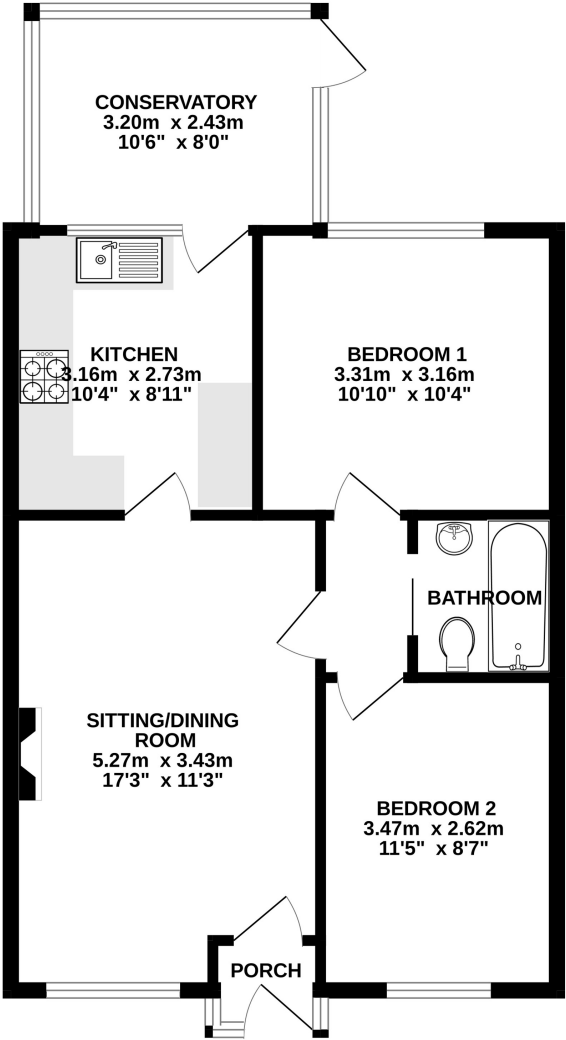 CONSERVATORY
3.20m x 2.43m
10'6" x 8'0"
KITCHEN
3.16m x 2.73m
10'4" x 8'11"
BEDROOM 1
3.31m x 3.16m
10'10" x 10'4"
BATHROOM
SITTING/DINING
ROOM
5.27m x 3.43m
17'3" x 11'3"
BEDROOM 2
3.47m x 2.62m
11'5" x 8'7"
PORCH